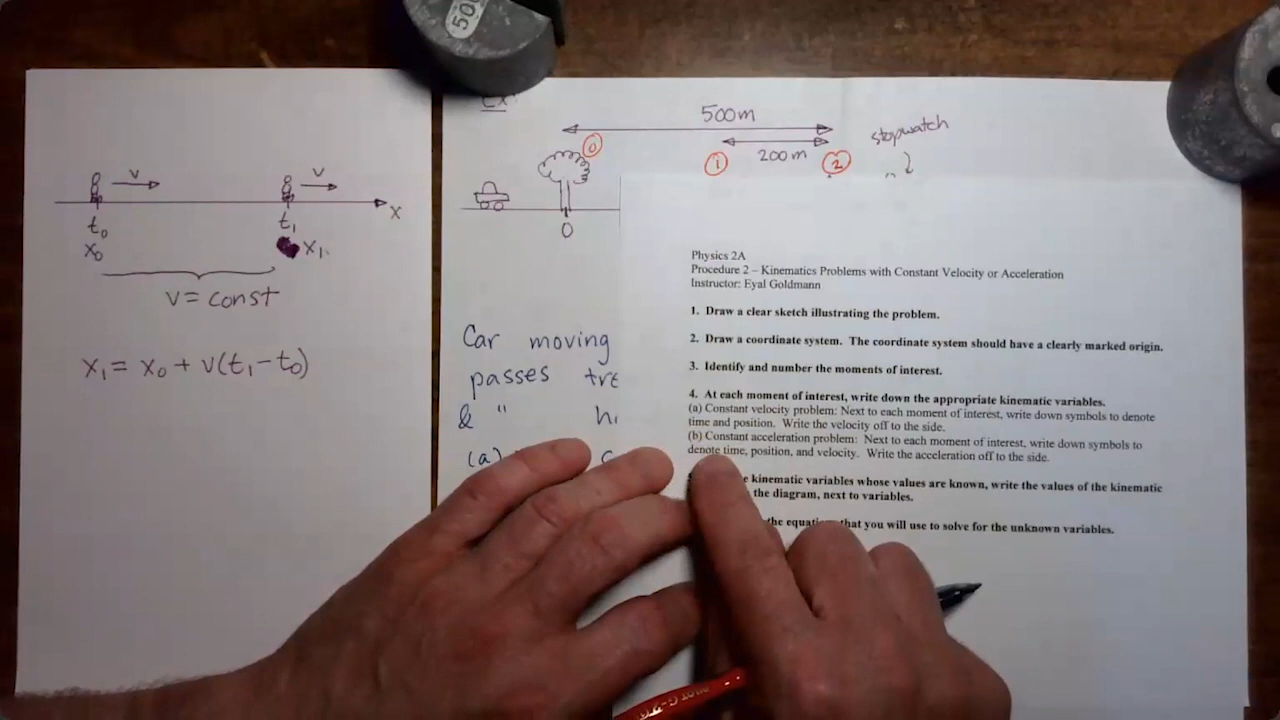 500
v
v
x
t₀
t₁
x₀
x₁
v = const
x₁ = x₀ + v(t₁ - t₀)
Ex:
500m
200m
0
1
2
stopwatch
"
0
Car moving
passes
& "
(a)
Physics 2A
Procedure 2 – Kinematics Problems with Constant Velocity or Acceleration
Instructor: Eyal Goldmann
1. Draw a clear sketch illustrating the problem.
2. Draw a coordinate system. The coordinate system should have a clearly marked origin.
3. Identify and number the moments of interest.
4. At each moment of interest, write down the appropriate kinematic variables.
(a) Constant velocity problem: Next to each moment of interest, write down symbols to denote
time and position. Write the velocity off to the side.
(b) Constant acceleration problem: Next to each moment of interest, write down symbols to
denote time, position, and velocity. Write the acceleration off to the side.
kinematic variables whose values are known, write the values of the kinematic
the diagram, next to variables.
the equations that you will use to solve for the unknown variables.